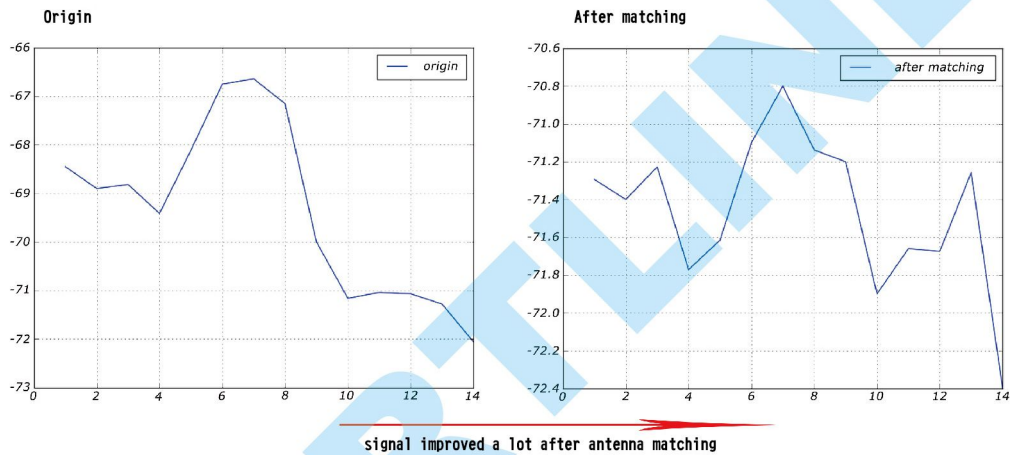 Origin
-66
-67
-68
-69
-70
-71
-72
-73
0 2 4 6 8 10 12 14
origin
After matching
-70.6
-70.8
-71.0
-71.2
-71.4
-71.6
-71.8
-72.0
-72.2
-72.4
0 2 4 6 8 10 12 14
after matching
signal improved a lot after antenna matching